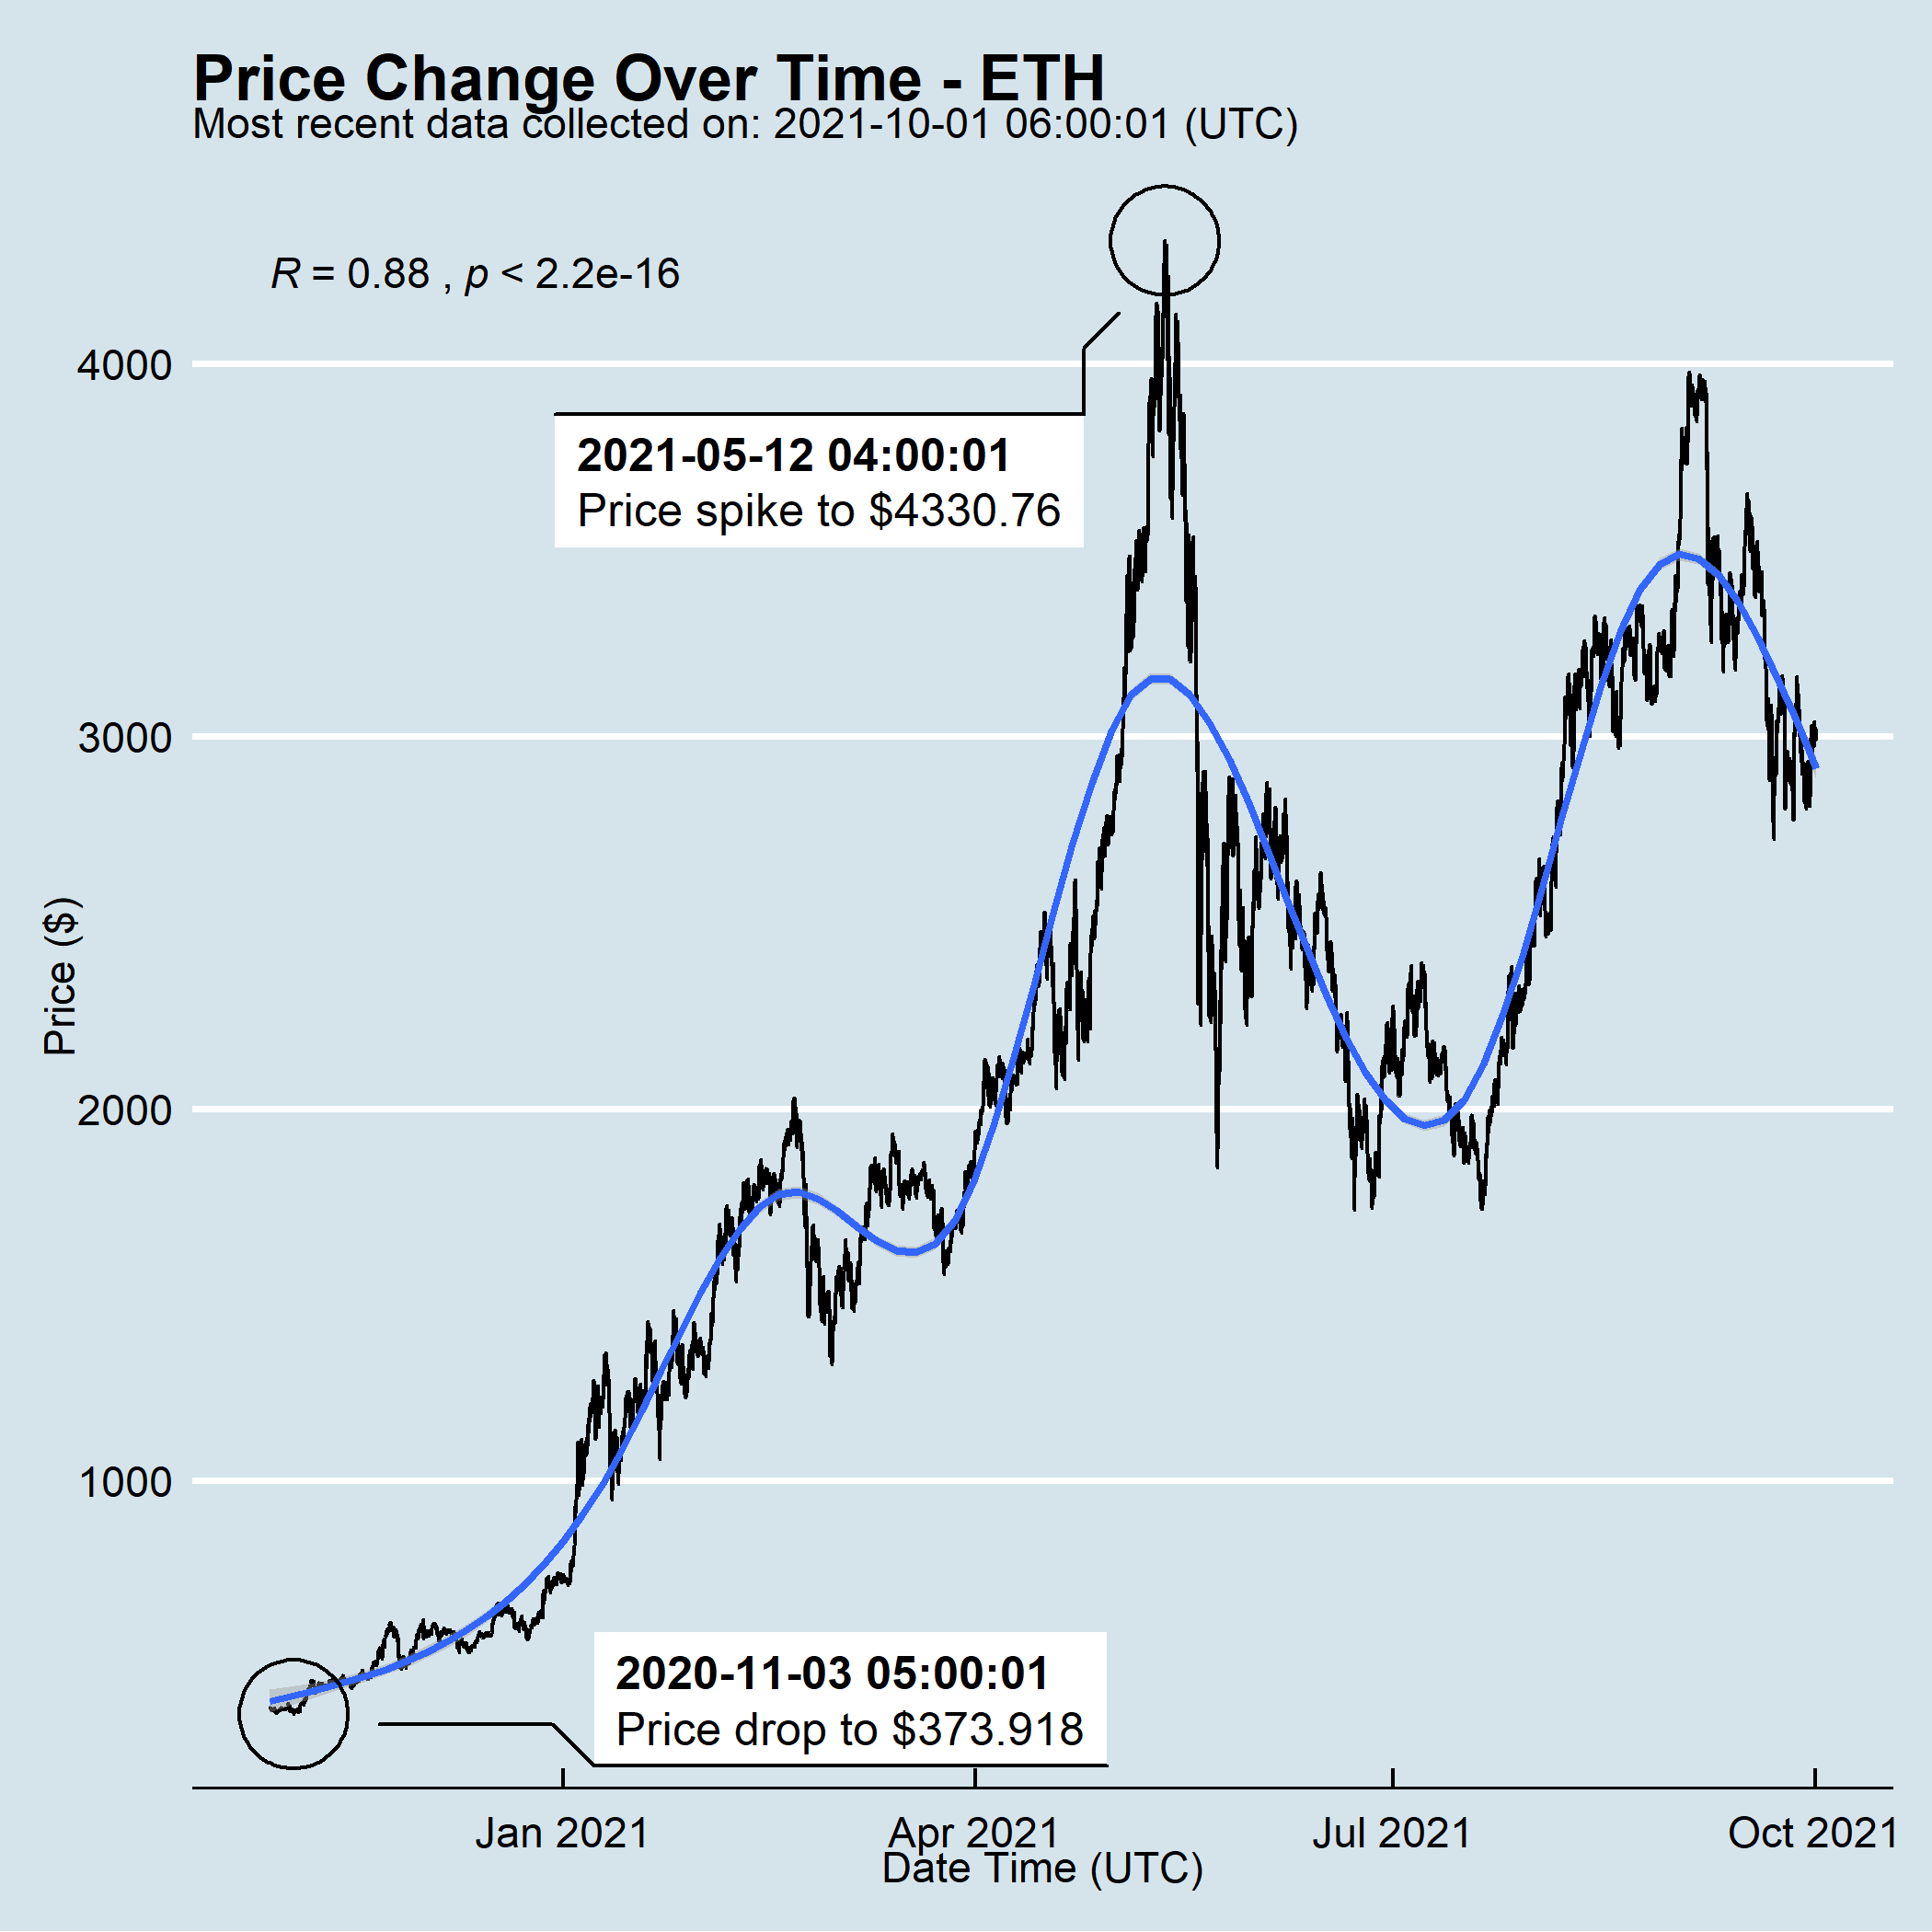 Price Change Over Time - ETH
Most recent data collected on: 2021-10-01 06:00:01 (UTC)
R = 0.88 , p < 2.2e-16
4000
2021-05-12 04:00:01
Price spike to $4330.76
3000
Price ($)
2000
1000
2020-11-03 05:00:01
Price drop to $373.918
Jan 2021 Apr 2021 Jul 2021 Oct 2021
Date Time (UTC)